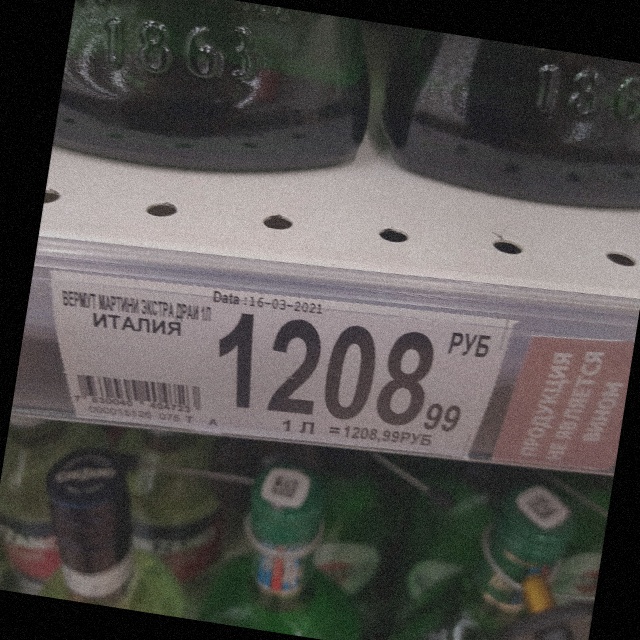 1863
186
ВЕРМУТ МАРТИНИ ЭКСТРА ДРАЙ 1Л
ИТАЛИЯ
Date :16-03-2021
1208 99
РУБ
1 Л =1208,99РУБ
ПРОДУКЦИЯ
НЕ ЯВЛЯЕТСЯ
ВИНОМ